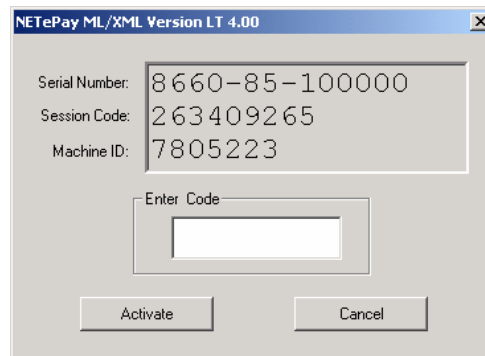 NETePay ML/XML Version LT 4.00
Serial Number: 8660-85-100000
Session Code: 263409265
Machine ID: 7805223
Enter Code
Activate Cancel